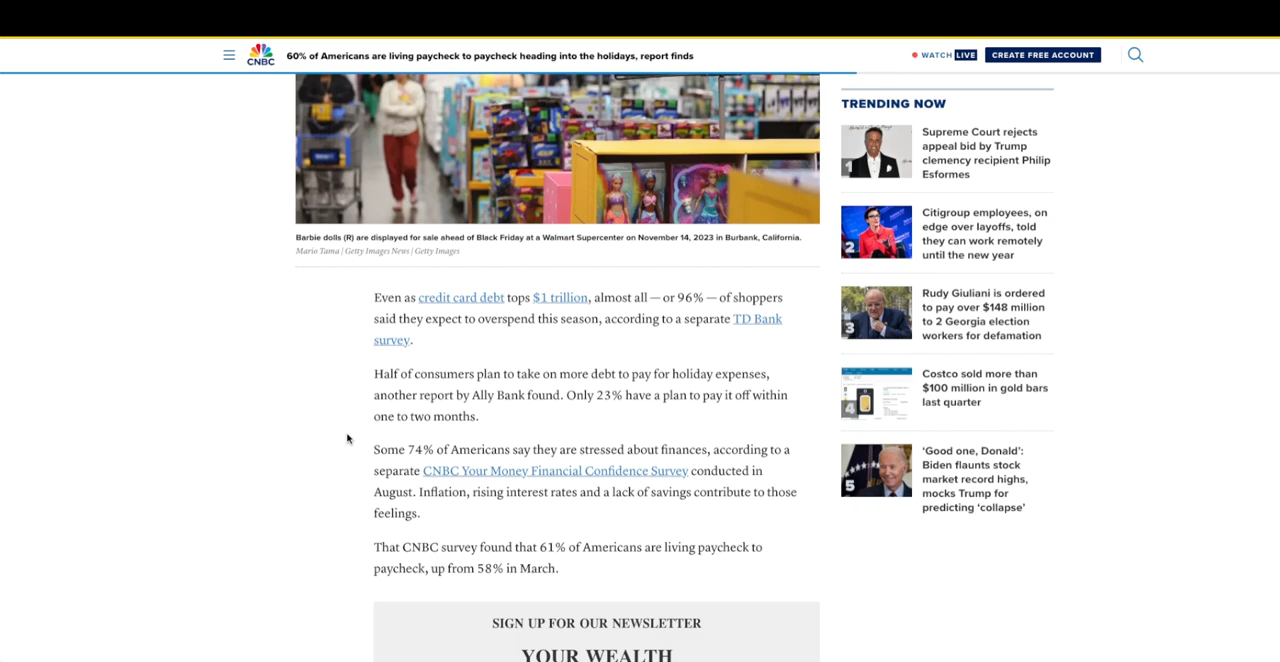 CNBC
60% of Americans are living paycheck to paycheck heading into the holidays, report finds
WATCH LIVE
CREATE FREE ACCOUNT
Barbie dolls (R) are displayed for sale ahead of Black Friday at a Walmart Supercenter on November 14, 2023 in Burbank, California.
Mario Tama | Getty Images News | Getty Images
Even as credit card debt tops $1 trillion, almost all — or 96% — of shoppers
said they expect to overspend this season, according to a separate TD Bank
survey.
Half of consumers plan to take on more debt to pay for holiday expenses,
another report by Ally Bank found. Only 23% have a plan to pay it off within
one to two months.
Some 74% of Americans say they are stressed about finances, according to a
separate CNBC Your Money Financial Confidence Survey conducted in
August. Inflation, rising interest rates and a lack of savings contribute to those
feelings.
That CNBC survey found that 61% of Americans are living paycheck to
paycheck, up from 58% in March.
SIGN UP FOR OUR NEWSLETTER
YOUR WEALTH
TRENDING NOW
1
Supreme Court rejects
appeal bid by Trump
clemency recipient Philip
Esformes
2
Citigroup employees, on
edge over layoffs, told
they can work remotely
until the new year
3
Rudy Giuliani is ordered
to pay over $148 million
to 2 Georgia election
workers for defamation
4
Costco sold more than
$100 million in gold bars
last quarter
5
‘Good one, Donald’:
Biden flaunts stock
market record highs,
mocks Trump for
predicting ‘collapse’